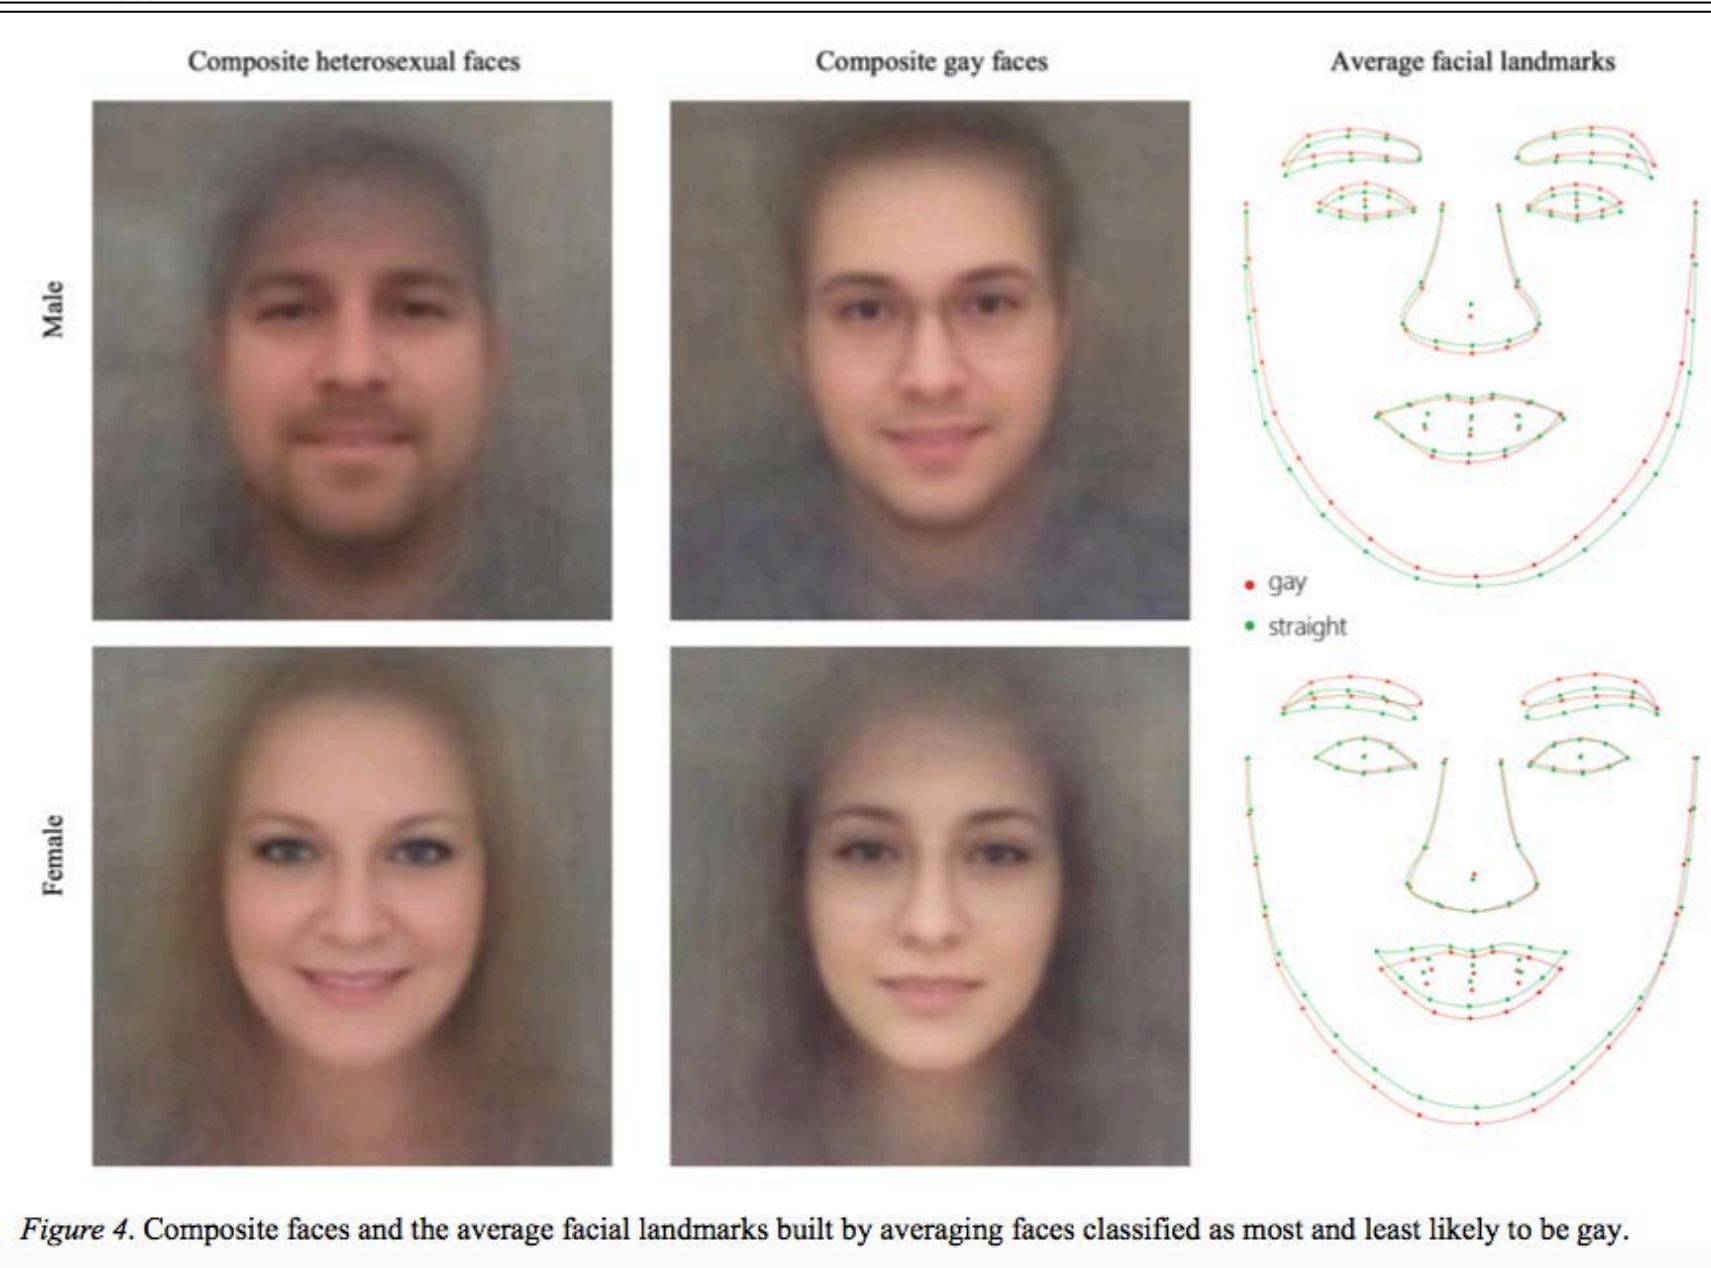 Composite heterosexual faces
Composite gay faces
Average facial landmarks
Male
gay
straight
Female
Figure 4. Composite faces and the average facial landmarks built by averaging faces classified as most and least likely to be gay.